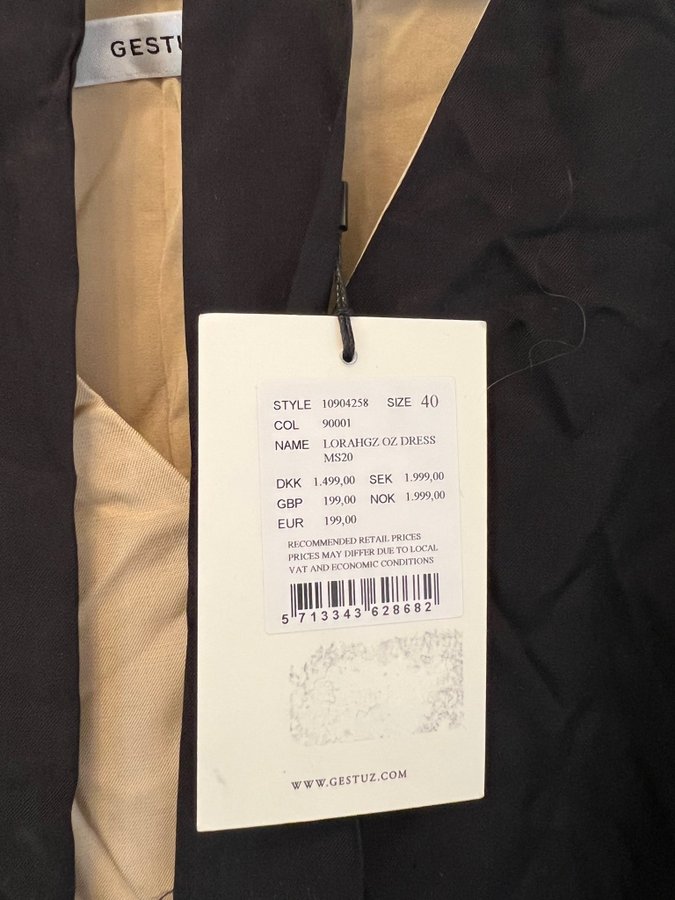 GESTU
STYLE 10904258 SIZE 40
COL 90001
NAME LORAHGZ OZ DRESS
MS20
DKK 1.499,00 SEK 1.999,00
GBP 199,00 NOK 1.999,00
EUR 199,00
RECOMMENDED RETAIL PRICES
PRICES MAY DIFFER DUE TO LOCAL
VAT AND ECONOMIC CONDITIONS
5 713343 628682
WWW.GESTUZ.COM